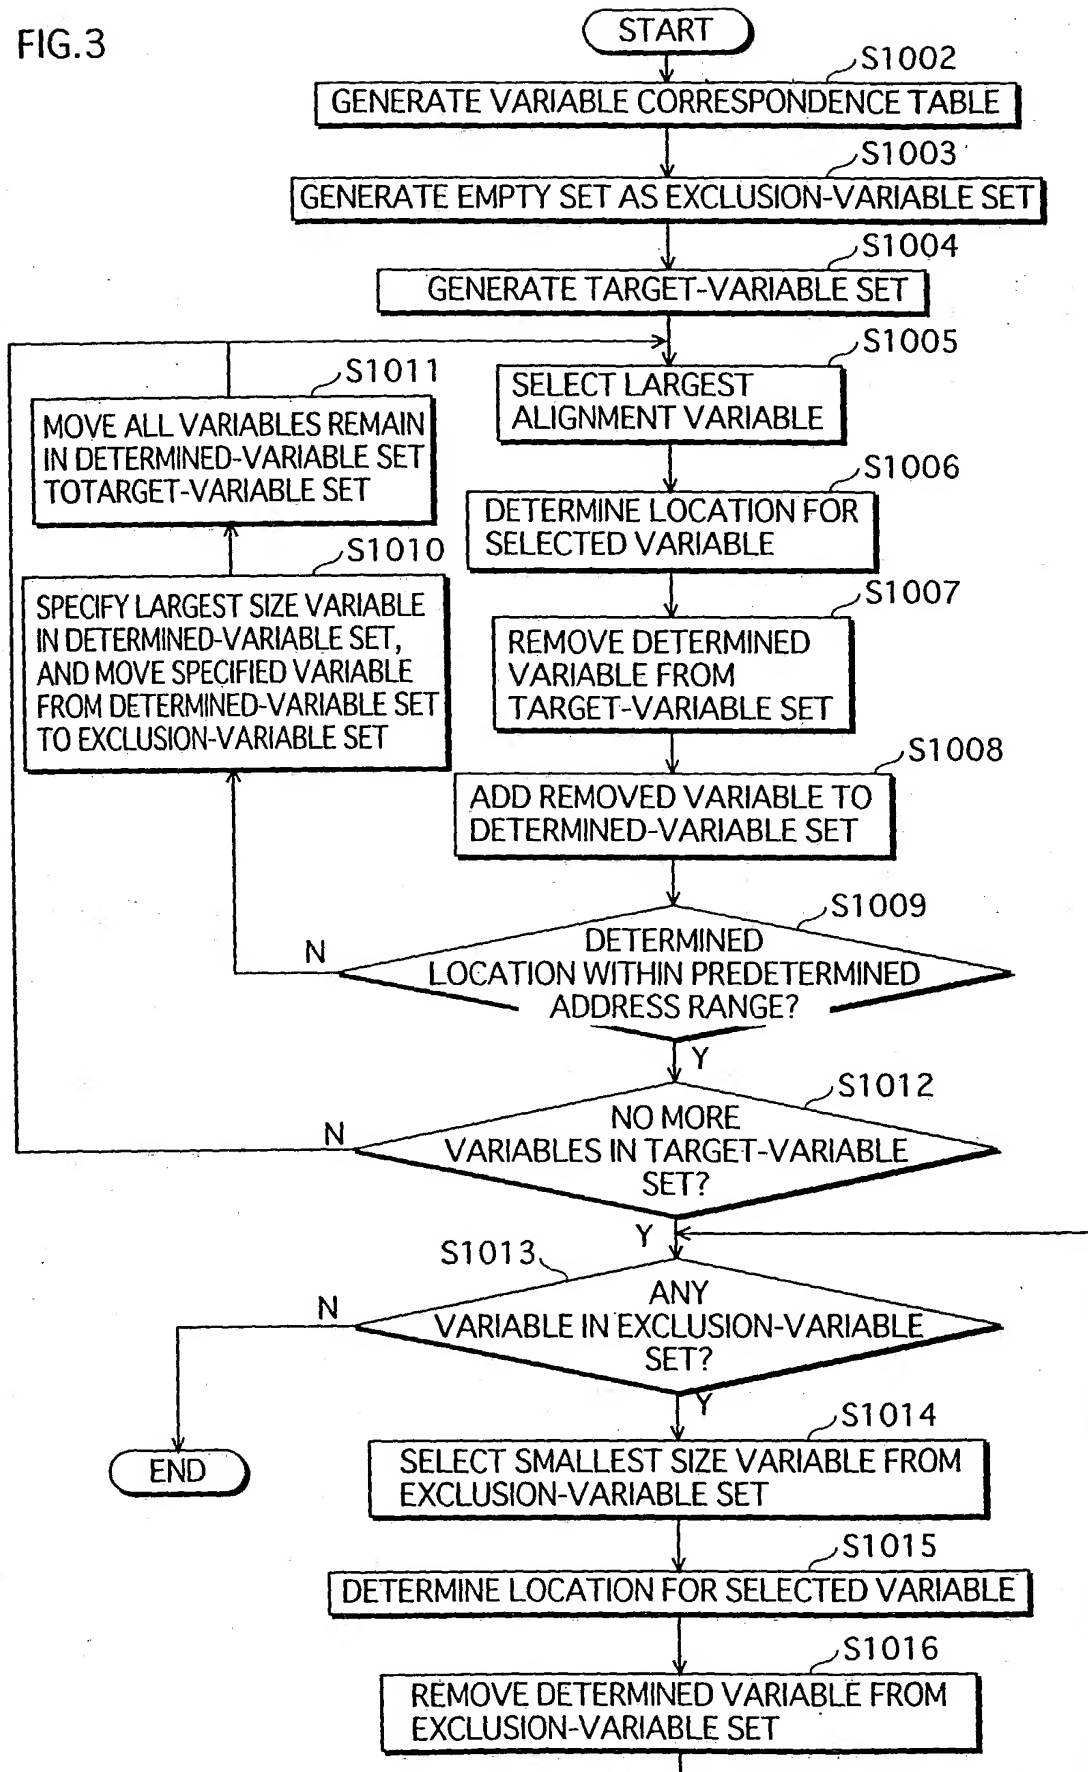 FIG.3
START
S1002
GENERATE VARIABLE CORRESPONDENCE TABLE
S1003
GENERATE EMPTY SET AS EXCLUSION-VARIABLE SET
S1004
GENERATE TARGET-VARIABLE SET
S1005
SELECT LARGEST
ALIGNMENT VARIABLE
S1011
MOVE ALL VARIABLES REMAIN
IN DETERMINED-VARIABLE SET
TOTARGET-VARIABLE SET
S1006
DETERMINE LOCATION FOR
SELECTED VARIABLE
S1010
SPECIFY LARGEST SIZE VARIABLE
IN DETERMINED-VARIABLE SET,
AND MOVE SPECIFIED VARIABLE
FROM DETERMINED-VARIABLE SET
TO EXCLUSION-VARIABLE SET
S1007
REMOVE DETERMINED
VARIABLE FROM
TARGET-VARIABLE SET
S1008
ADD REMOVED VARIABLE TO
DETERMINED-VARIABLE SET
S1009
DETERMINED
LOCATION WITHIN PREDETERMINED
ADDRESS RANGE?
N
Y
S1012
NO MORE
VARIABLES IN TARGET-VARIABLE
SET?
N
Y
S1013
ANY
VARIABLE IN EXCLUSION-VARIABLE
SET?
N
Y
END
S1014
SELECT SMALLEST SIZE VARIABLE FROM
EXCLUSION-VARIABLE SET
S1015
DETERMINE LOCATION FOR SELECTED VARIABLE
S1016
REMOVE DETERMINED VARIABLE FROM
EXCLUSION-VARIABLE SET